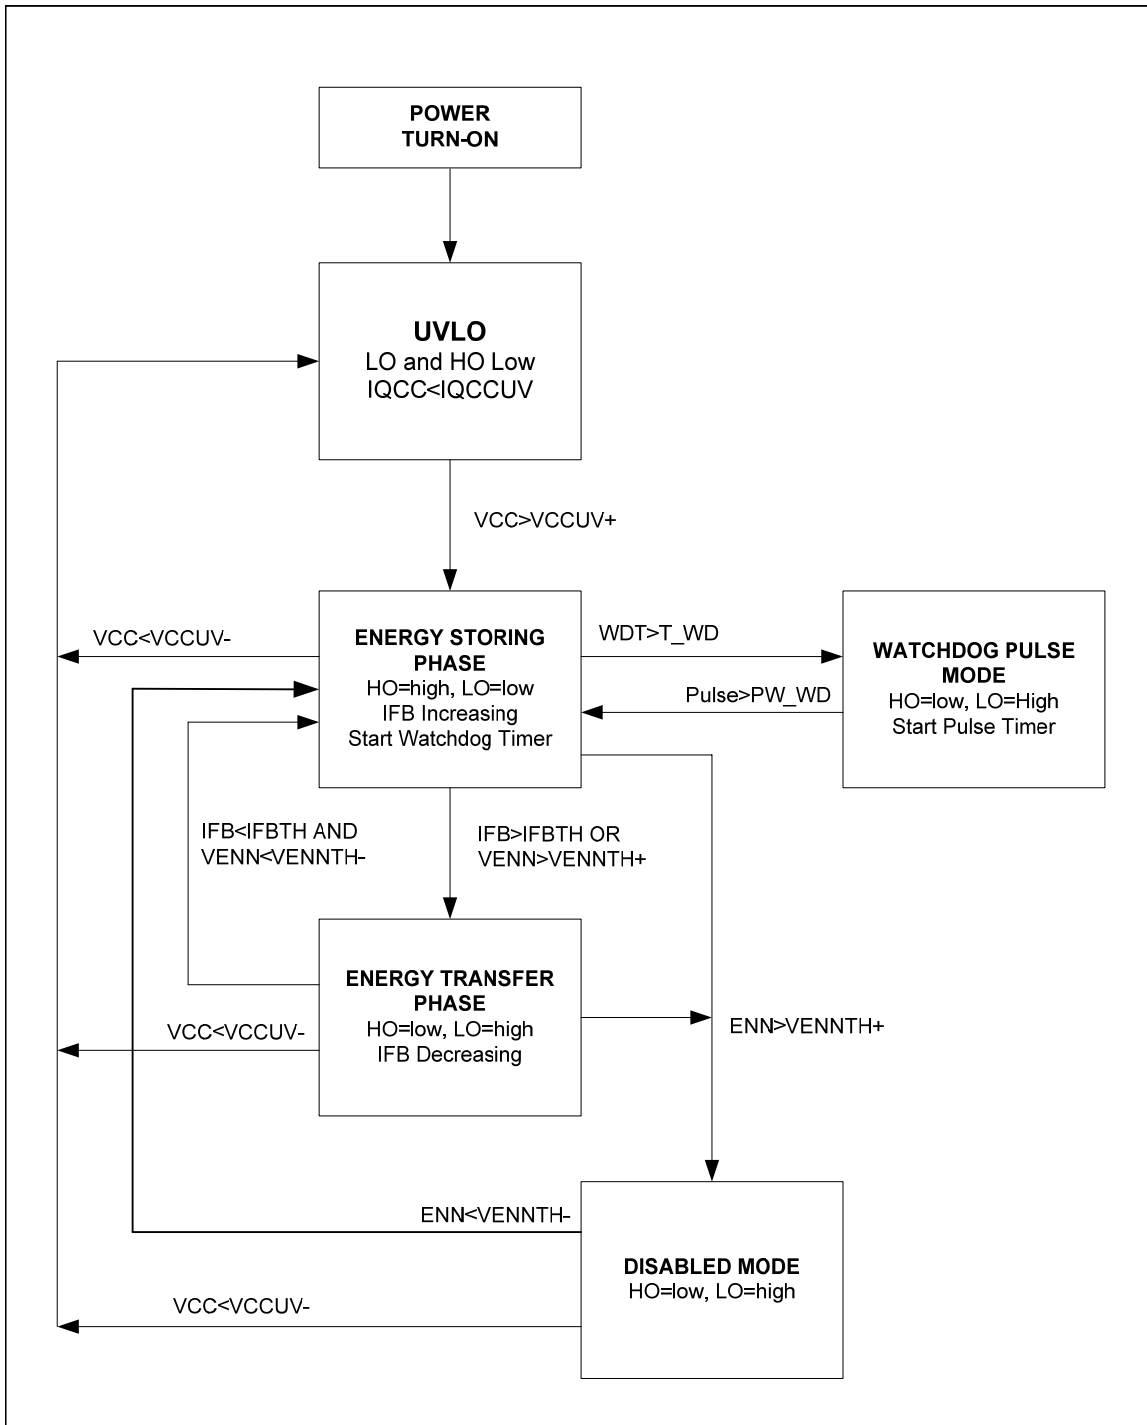 POWER
TURN-ON
UVLO
LO and HO Low
IQCC<IQCCUV
VCC>VCCUV+
VCC<VCCUV-
ENERGY STORING
PHASE
HO=high, LO=low
IFB Increasing
Start Watchdog Timer
WDT>T_WD
Pulse>PW_WD
WATCHDOG PULSE
MODE
HO=low, LO=High
Start Pulse Timer
IFB<IFBTH AND
VENN<VENNTH-
IFB>IFBTH OR
VENN>VENNTH+
ENERGY TRANSFER
PHASE
HO=low, LO=high
IFB Decreasing
VCC<VCCUV-
ENN>VENNTH+
ENN<VENNTH-
DISABLED MODE
HO=low, LO=high
VCC<VCCUV-